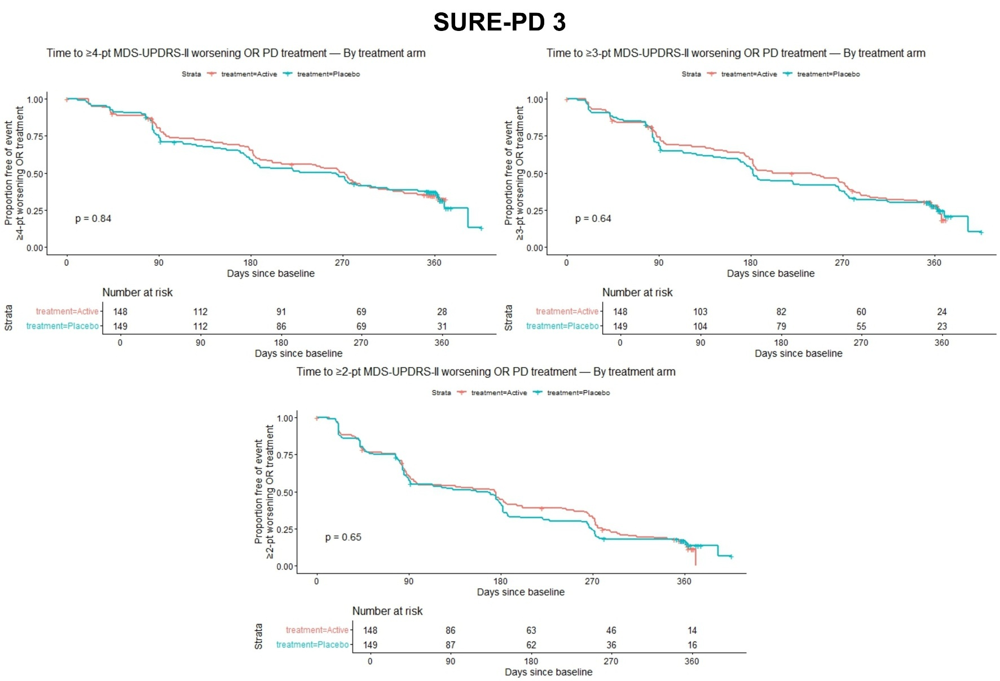 SURE-PD 3
Time to ≥4-pt MDS-UPDRS-II worsening OR PD treatment — By treatment arm
Strata treatment=Active treatment=Placebo
Proportion free of event
≥4-pt worsening OR treatment
1.00
0.75
0.50
0.25
0.00
p = 0.84
0 90 180 270 360
Days since baseline
Number at risk
Strata
treatment=Active 148 112 91 69 28
treatment=Placebo 149 112 86 69 31
0 90 180 270 360
Days since baseline
Time to ≥3-pt MDS-UPDRS-II worsening OR PD treatment — By treatment arm
Strata treatment=Active treatment=Placebo
Proportion free of event
≥3-pt worsening OR treatment
1.00
0.75
0.50
0.25
0.00
p = 0.64
0 90 180 270 360
Days since baseline
Number at risk
Strata
treatment=Active 148 103 82 60 24
treatment=Placebo 149 104 79 55 23
0 90 180 270 360
Days since baseline
Time to ≥2-pt MDS-UPDRS-II worsening OR PD treatment — By treatment arm
Strata treatment=Active treatment=Placebo
Proportion free of event
≥2-pt worsening OR treatment
1.00
0.75
0.50
0.25
0.00
p = 0.65
0 90 180 270 360
Days since baseline
Number at risk
Strata
treatment=Active 148 86 63 46 14
treatment=Placebo 149 87 62 36 16
0 90 180 270 360
Days since baseline